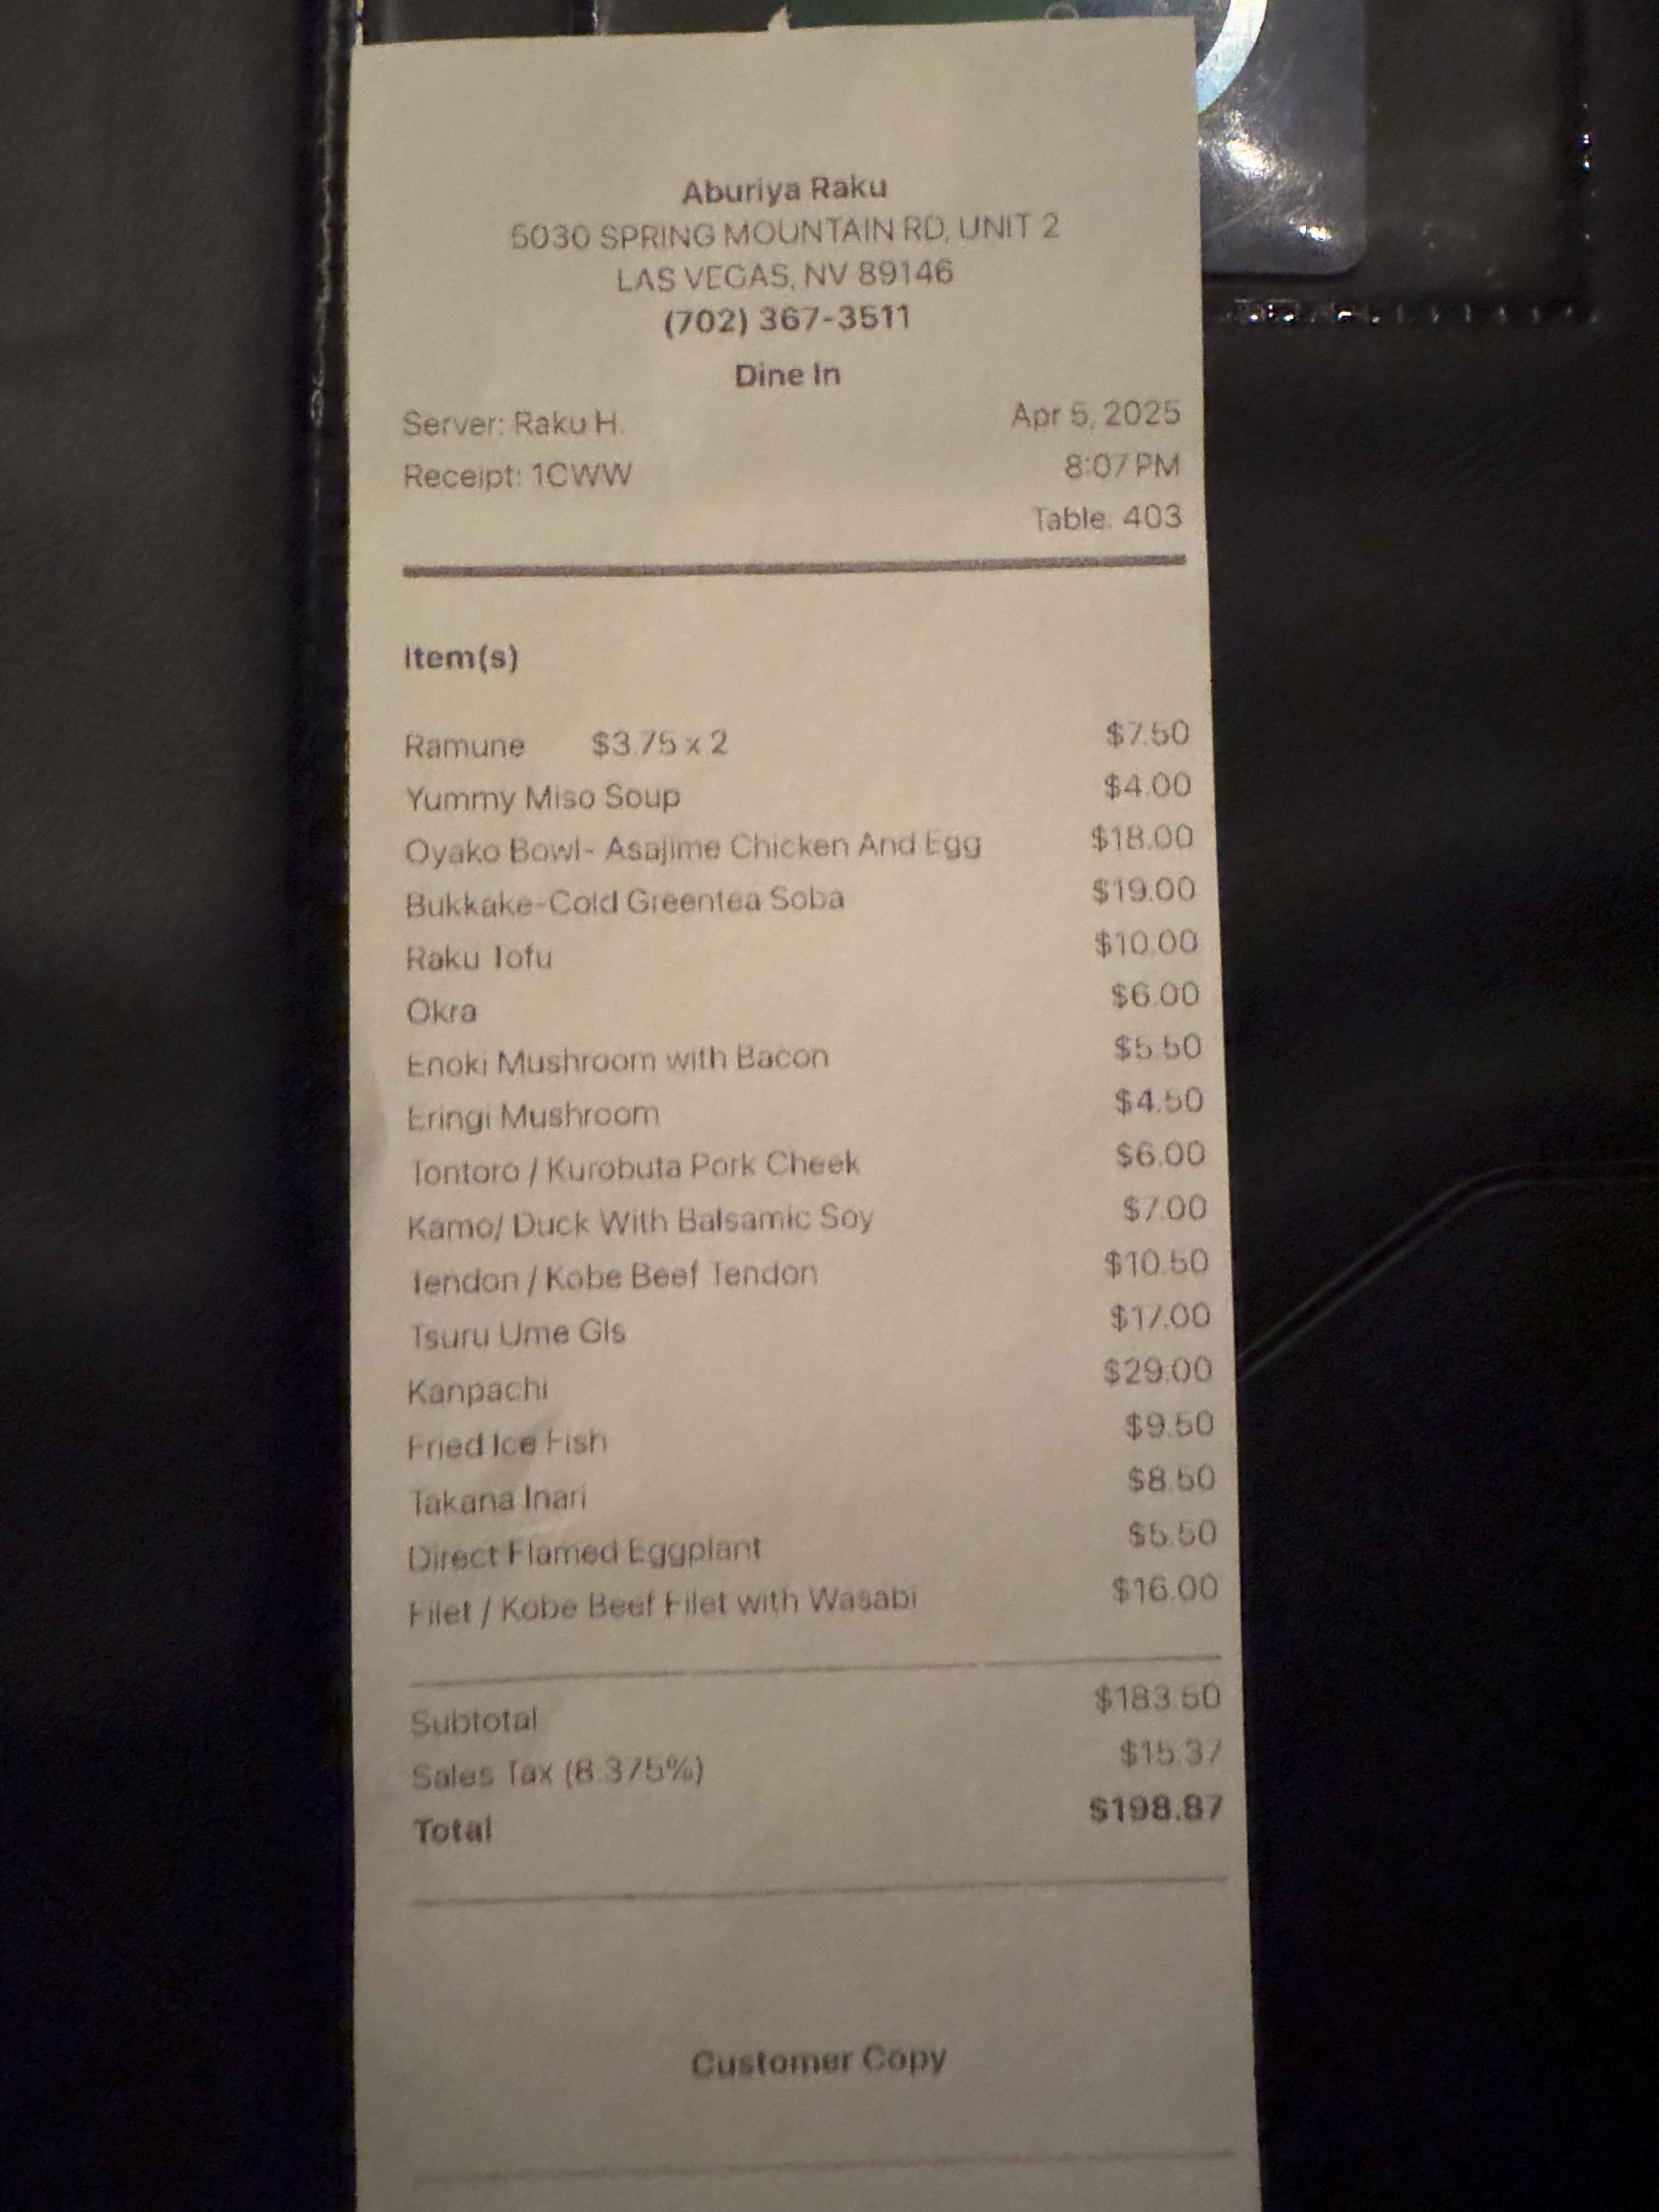 Aburiya Raku
5030 SPRING MOUNTAIN RD, UNIT 2
LAS VEGAS, NV 89146
(702) 367-3511
Dine In
Server: Raku H. Apr 5, 2025
Receipt: 1CWW 8:07 PM
Table: 403
Item(s)
Ramune $3.75 x 2 $7.50
Yummy Miso Soup $4.00
Oyako Bowl- Asajime Chicken And Egg $18.00
Bukkake-Cold Greentea Soba $19.00
Raku Tofu $10.00
Okra $6.00
Enoki Mushroom with Bacon $5.50
Eringi Mushroom $4.50
Tontoro / Kurobuta Pork Cheek $6.00
Kamo/ Duck With Balsamic Soy $7.00
Tendon / Kobe Beef Tendon $10.50
Tsuru Ume Gls $17.00
Kanpachi $29.00
Fried Ice Fish $9.50
Takana Inari $8.50
Direct Flamed Eggplant $5.50
Filet / Kobe Beef Filet with Wasabi $16.00
Subtotal $183.50
Sales Tax (8.375%) $15.37
Total $198.87
Customer Copy